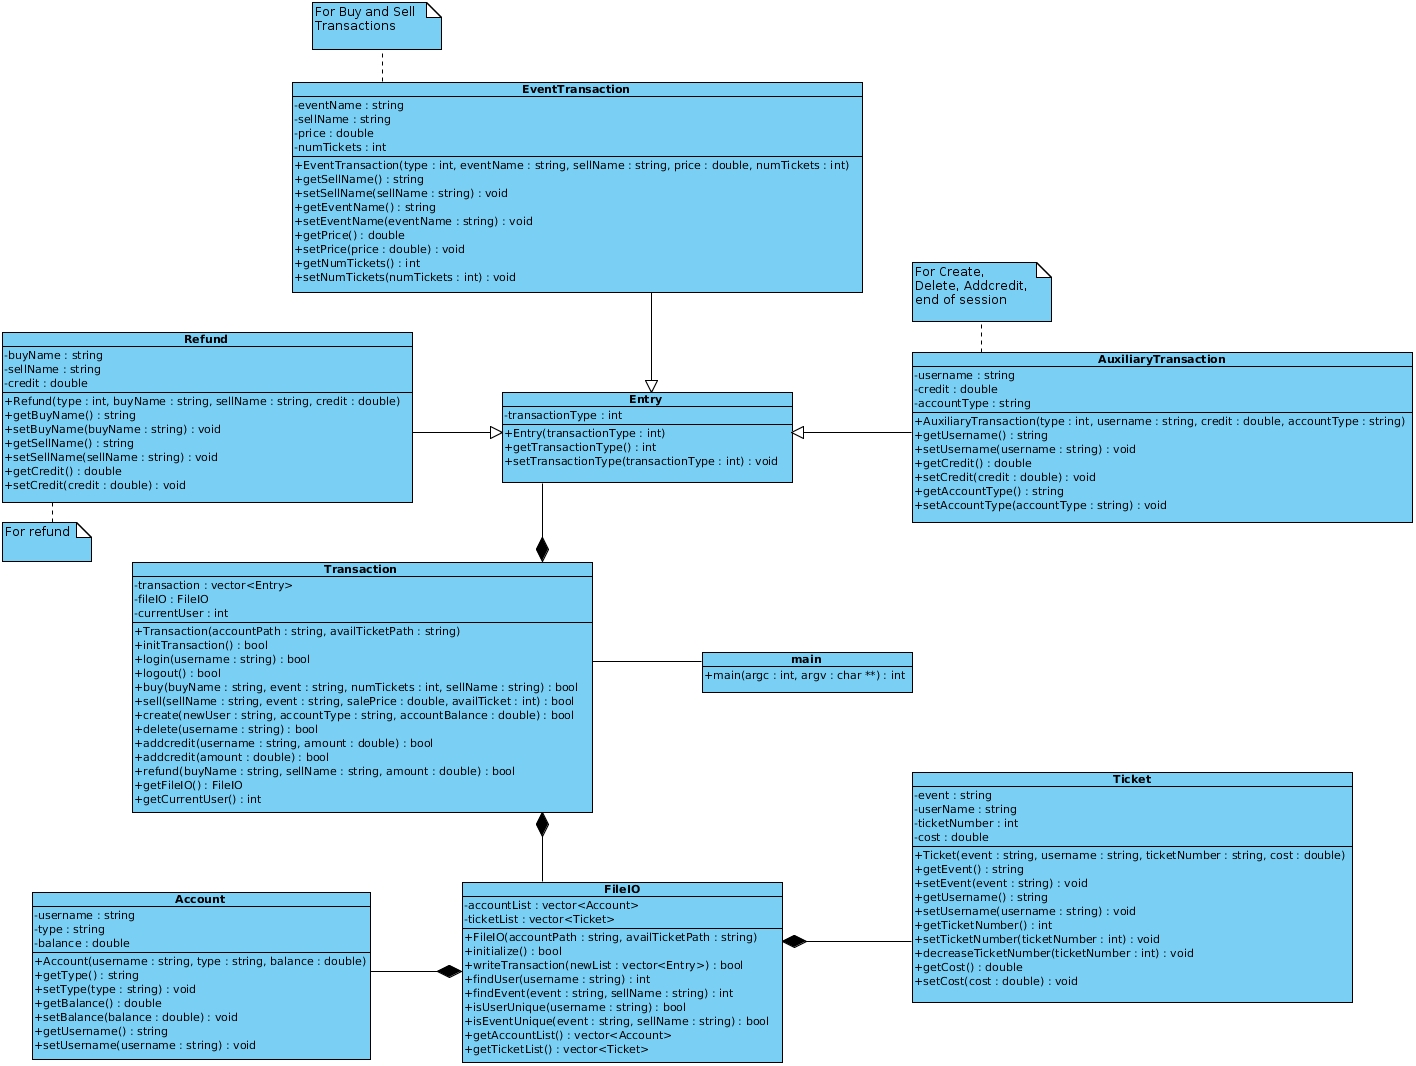 For Buy and Sell
Transactions
EventTransaction
-eventName : string
-sellName : string
-price : double
-numTickets : int
+EventTransaction(type : int, eventName : string, sellName : string, price : double, numTickets : int)
+getSellName() : string
+setSellName(sellName : string) : void
+getEventName() : string
+setEventName(eventName : string) : void
+getPrice() : double
+setPrice(price : double) : void
+getNumTickets() : int
+setNumTickets(numTickets : int) : void
For Create,
Delete, Addcredit,
end of session
Refund
-buyName : string
-sellName : string
-credit : double
+Refund(type : int, buyName : string, sellName : string, credit : double)
+getBuyName() : string
+setBuyName(buyName : string) : void
+getSellName() : string
+setSellName(sellName : string) : void
+getCredit() : double
+setCredit(credit : double) : void
For refund
Entry
-transactionType : int
+Entry(transactionType : int)
+getTransactionType() : int
+setTransactionType(transactionType : int) : void
AuxiliaryTransaction
-username : string
-credit : double
-accountType : string
+AuxiliaryTransaction(type : int, username : string, credit : double, accountType : string)
+getUsername() : string
+setUsername(username : string) : void
+getCredit() : double
+setCredit(credit : double) : void
+getAccountType() : string
+setAccountType(accountType : string) : void
Transaction
-transaction : vector<Entry>
-fileIO : FileIO
-currentUser : int
+Transaction(accountPath : string, availTicketPath : string)
+initTransaction() : bool
+login(username : string) : bool
+logout() : bool
+buy(buyName : string, event : string, numTickets : int, sellName : string) : bool
+sell(sellName : string, event : string, salePrice : double, availTicket : int) : bool
+create(newUser : string, accountType : string, accountBalance : double) : bool
+delete(username : string) : bool
+addcredit(username : string, amount : double) : bool
+addcredit(amount : double) : bool
+refund(buyName : string, sellName : string, amount : double) : bool
+getFileIO() : FileIO
+getCurrentUser() : int
main
+main(argc : int, argv : char **) : int
Ticket
-event : string
-userName : string
-ticketNumber : int
-cost : double
+Ticket(event : string, username : string, ticketNumber : string, cost : double)
+getEvent() : string
+setEvent(event : string) : void
+getUsername() : string
+setUsername(username : string) : void
+getTicketNumber() : int
+setTicketNumber(ticketNumber : int) : void
+decreaseTicketNumber(ticketNumber : int) : void
+getCost() : double
+setCost(cost : double) : void
Account
-username : string
-type : string
-balance : double
+Account(username : string, type : string, balance : double)
+getType() : string
+setType(type : string) : void
+getBalance() : double
+setBalance(balance : double) : void
+getUsername() : string
+setUsername(username : string) : void
FileIO
-accountList : vector<Account>
-ticketList : vector<Ticket>
+FileIO(accountPath : string, availTicketPath : string)
+initialize() : bool
+writeTransaction(newList : vector<Entry>) : bool
+findUser(username : string) : int
+findEvent(event : string, sellName : string) : int
+isUserUnique(username : string) : bool
+isEventUnique(event : string, sellName : string) : bool
+getAccountList() : vector<Account>
+getTicketList() : vector<Ticket>